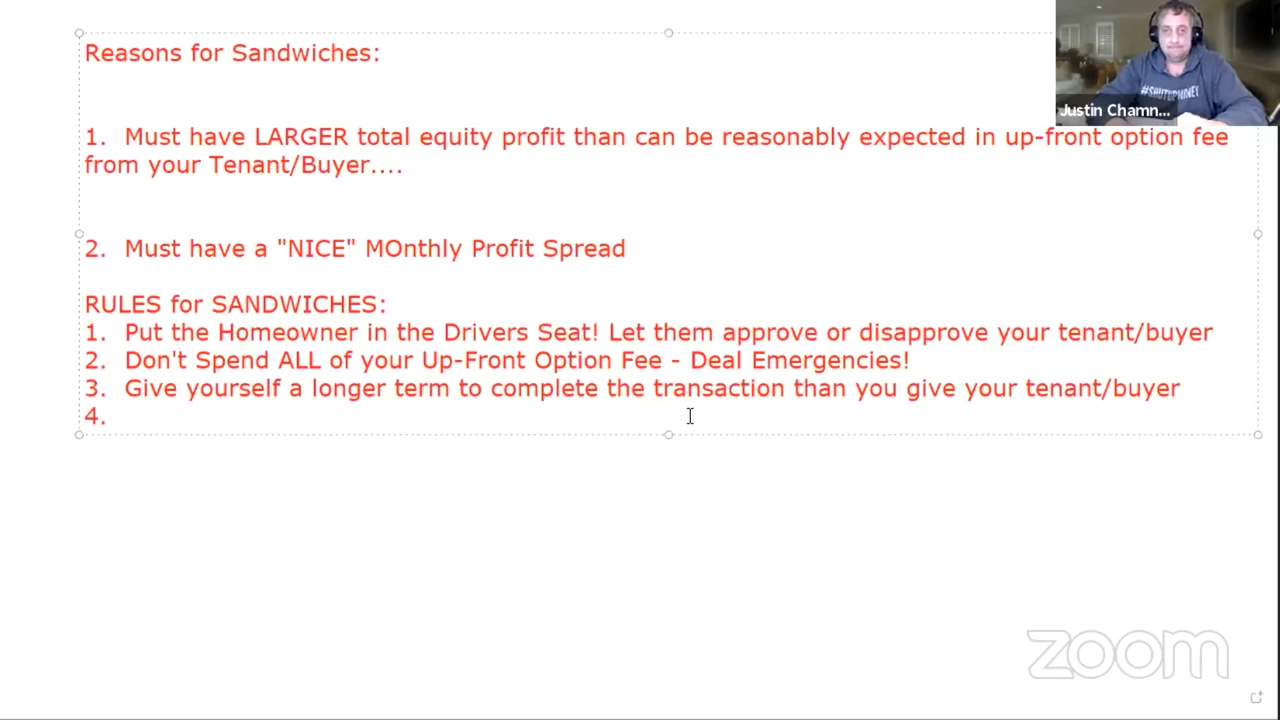 Reasons for Sandwiches:
Justin Chamn...
1. Must have LARGER total equity profit than can be reasonably expected in up-front option fee
from your Tenant/Buyer....
2. Must have a "NICE" MOnthly Profit Spread
RULES for SANDWICHES:
1. Put the Homeowner in the Drivers Seat! Let them approve or disapprove your tenant/buyer
2. Don't Spend ALL of your Up-Front Option Fee - Deal Emergencies!
3. Give yourself a longer term to complete the transaction than you give your tenant/buyer
4.
#SHUTUPMONEY
zoom